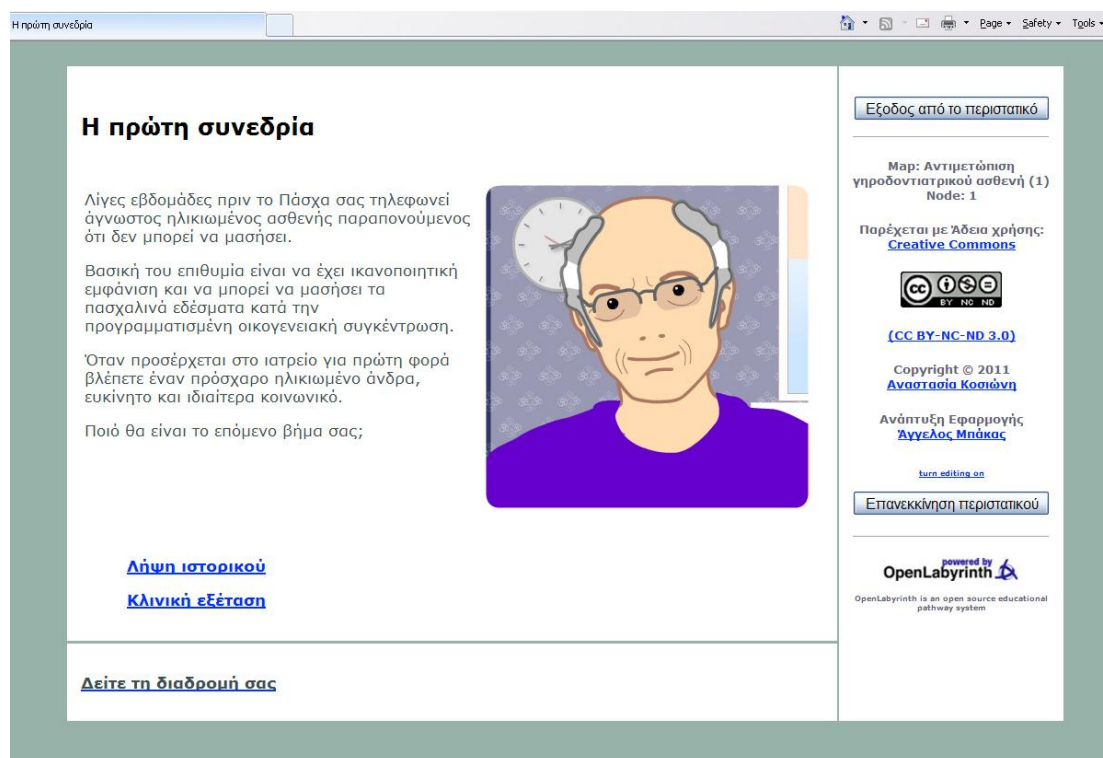 Η πρώτη συνεδρία
Page
Safety
Tools
Η πρώτη συνεδρία
Λίγες εβδομάδες πριν το Πάσχα σας τηλεφωνεί
άγνωστος ηλικιωμένος ασθενής παραπονούμενος
ότι δεν μπορεί να μασήσει.
Βασική του επιθυμία είναι να έχει ικανοποιητική
εμφάνιση και να μπορεί να μασήσει τα
πασχαλινά εδέσματα κατά την
προγραμματισμένη οικογενειακή συγκέντρωση.
Όταν προσέρχεται στο ιατρείο για πρώτη φορά
βλέπετε έναν πρόσχαρο ηλικιωμένο άνδρα,
ευκίνητο και ιδιαίτερα κοινωνικό.
Ποιό θα είναι το επόμενο βήμα σας;
Λήψη ιστορικού
Κλινική εξέταση
Δείτε τη διαδρομή σας
Εξοδος από το περιστατικό
Map: Αντιμετώπιση
γηροδοντιατρικού ασθενή (1)
Node: 1
Παρέχεται με Άδεια χρήσης:
Creative Commons
cc
BY NC ND
(CC BY-NC-ND 3.0)
Copyright © 2011
Αναστασία Κοσιώνη
Ανάπτυξη Εφαρμογής
Άγγελος Μπάκας
turn editing on
Επανεκκίνηση περιστατικού
powered by
OpenLabyrinth
OpenLabyrinth is an open source educational
pathway system